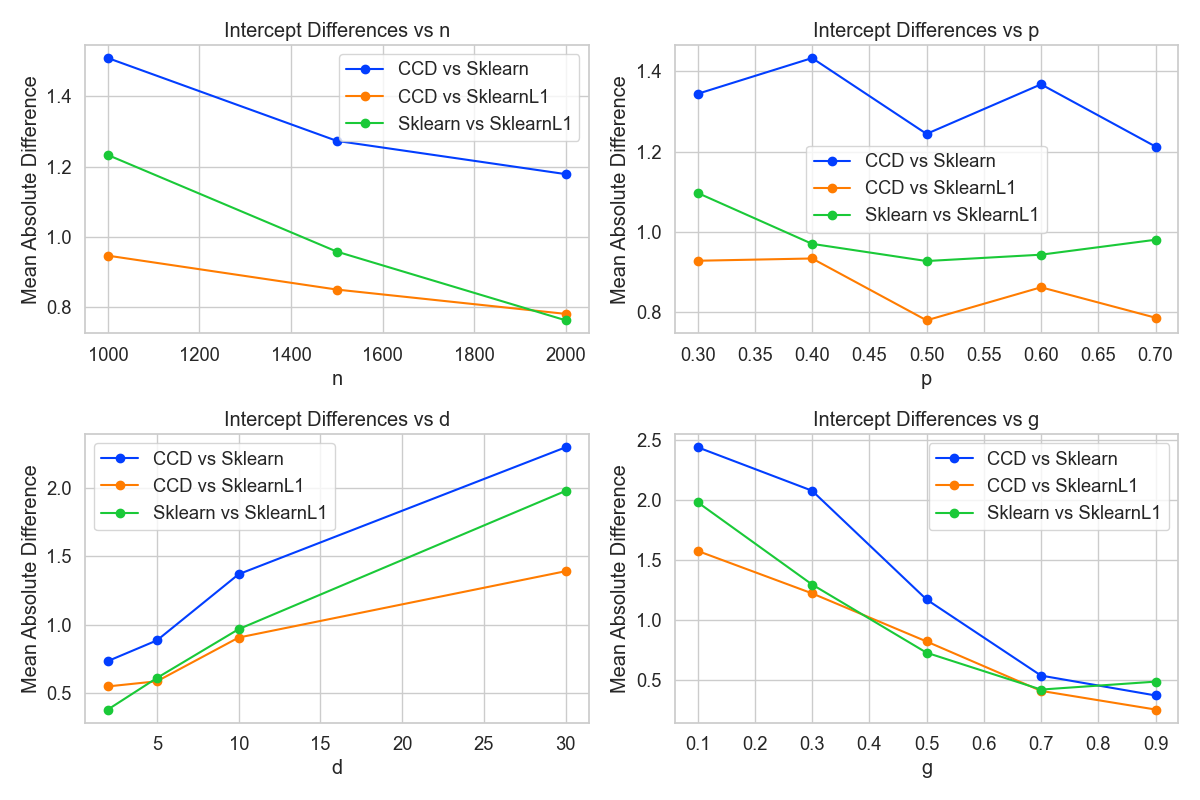 Intercept Differences vs n
Mean Absolute Difference
1.4
1.2
1.0
0.8
CCD vs Sklearn
CCD vs SklearnL1
Sklearn vs SklearnL1
1000 1200 1400 1600 1800 2000
n
Intercept Differences vs p
Mean Absolute Difference
1.4
1.2
1.0
0.8
CCD vs Sklearn
CCD vs SklearnL1
Sklearn vs SklearnL1
0.30 0.35 0.40 0.45 0.50 0.55 0.60 0.65 0.70
p
Intercept Differences vs d
Mean Absolute Difference
2.0
1.5
1.0
0.5
CCD vs Sklearn
CCD vs SklearnL1
Sklearn vs SklearnL1
5 10 15 20 25 30
d
Intercept Differences vs g
Mean Absolute Difference
2.5
2.0
1.5
1.0
0.5
CCD vs Sklearn
CCD vs SklearnL1
Sklearn vs SklearnL1
0.1 0.2 0.3 0.4 0.5 0.6 0.7 0.8 0.9
g